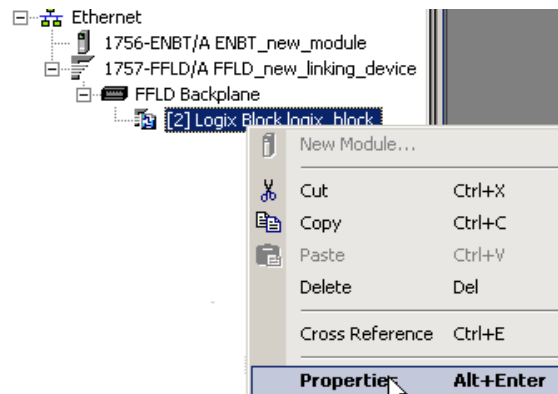 Ethernet
1756-ENBT/A ENBT_new_module
1757-FFLD/A FFLD_new_linking_device
FFLD Backplane
[2] Logix Block logix_block
New Module...
Cut Ctrl+X
Copy Ctrl+C
Paste Ctrl+V
Delete Del
Cross Reference Ctrl+E
Properties Alt+Enter